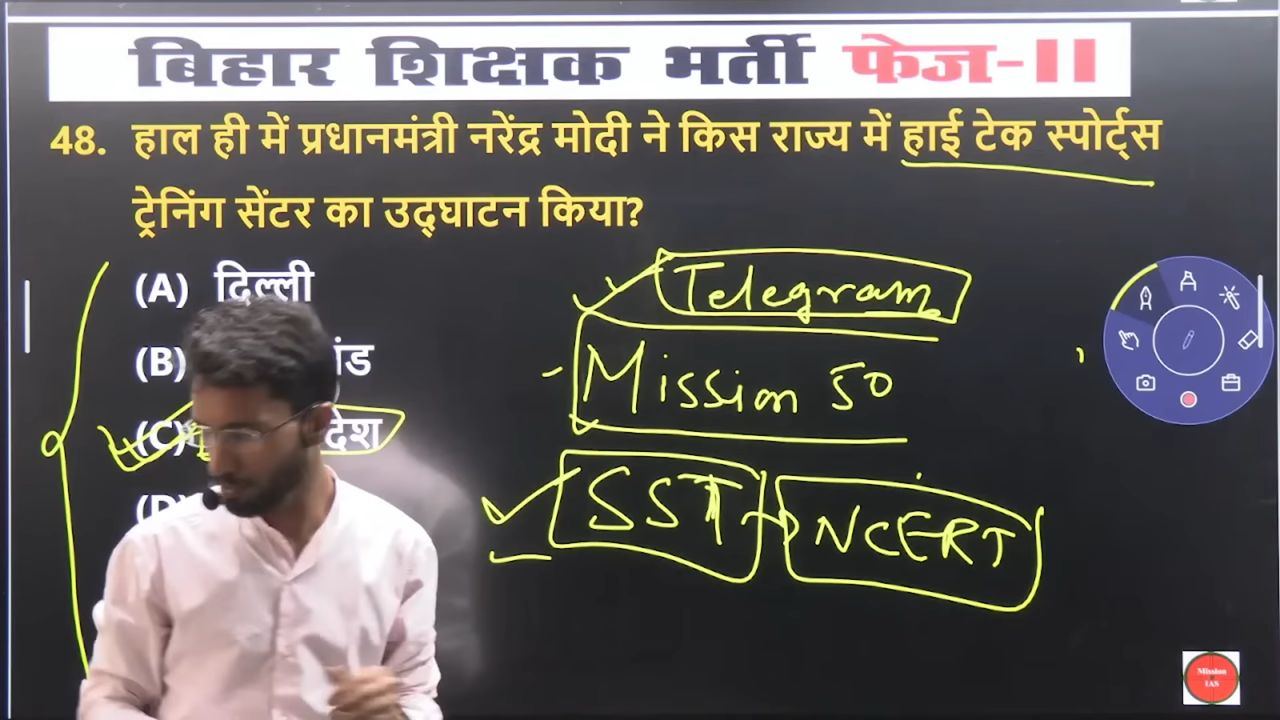 बिहार शिक्षक भर्ती फेज-II
48. हाल ही में प्रधानमंत्री नरेंद्र मोदी ने किस राज्य में हाई टेक स्पोर्ट्स
ट्रेनिंग सेंटर का उद्घाटन किया?
(A) दिल्ली
(B)
(C)
(D)
Telegram
Mission 50
SST
NCERT
Mission
IAS